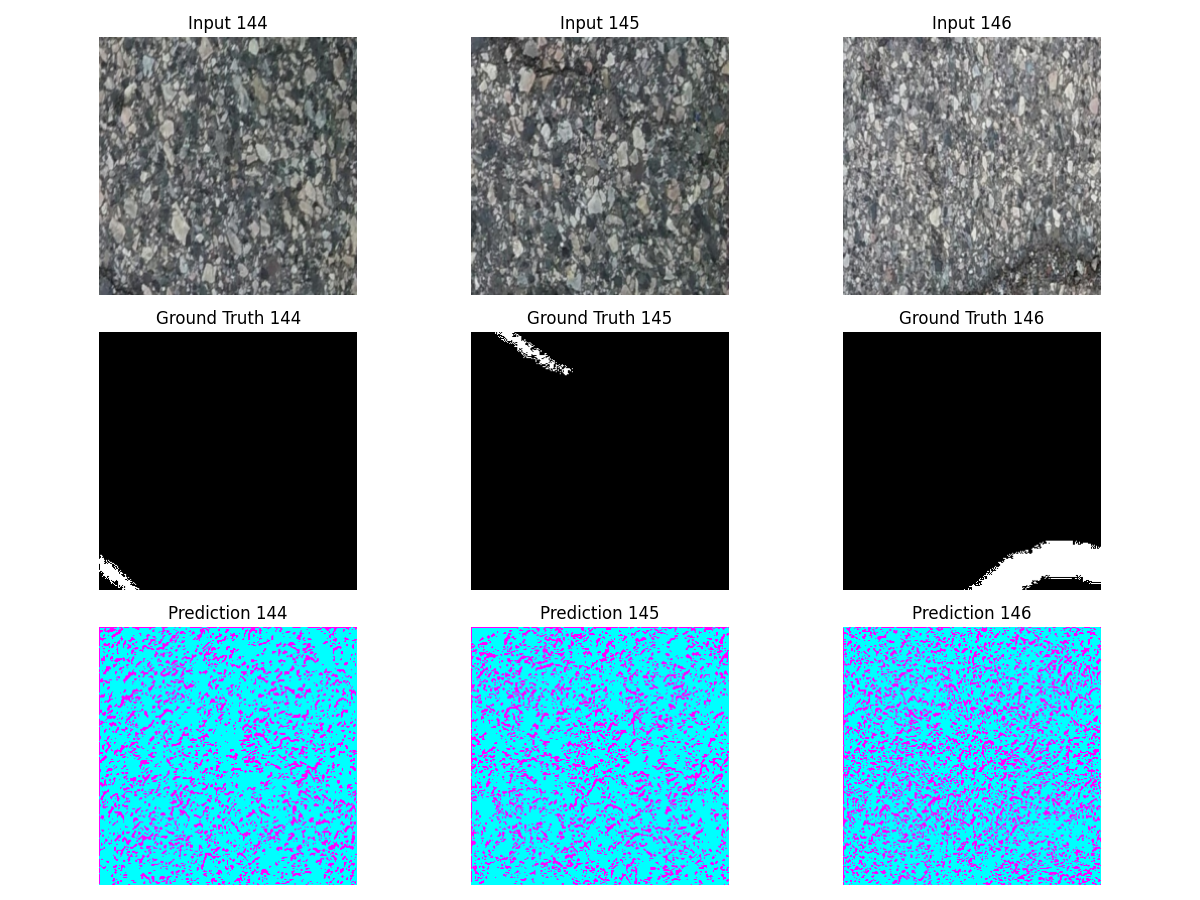 Input 144
Input 145
Input 146
Ground Truth 144
Ground Truth 145
Ground Truth 146
Prediction 144
Prediction 145
Prediction 146